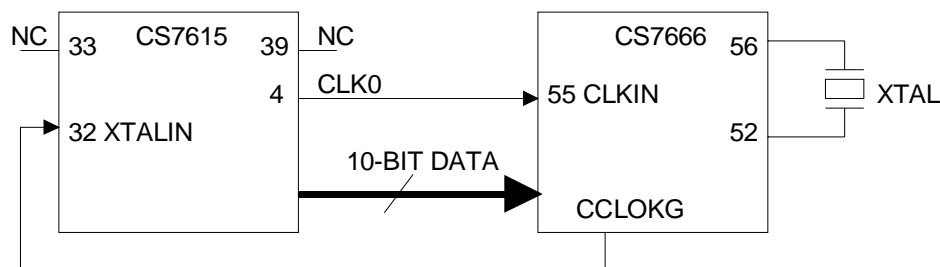 NC
33
CS7615
39
NC
4
CLK0
32 XTALIN
10-BIT DATA
CS7666
56
55 CLKIN
52
XTAL
CCLOKG